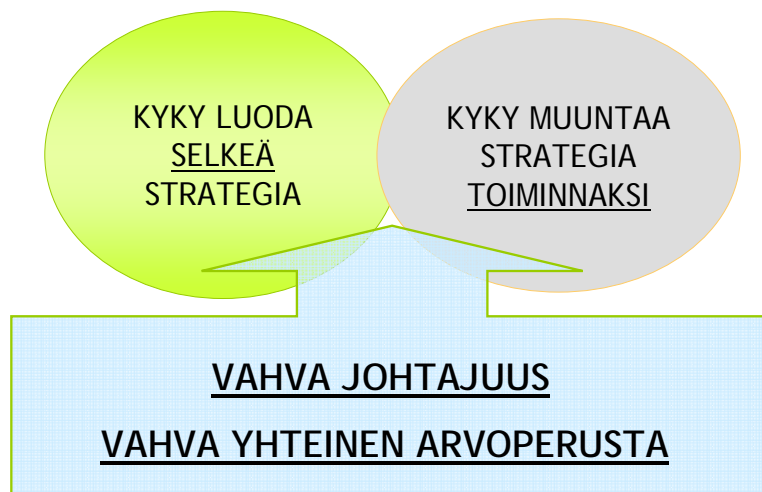 KYKY LUODA
SELKEÄ
STRATEGIA
KYKY MUUNTAA
STRATEGIA
TOIMINNAKSI
VAHVA JOHTAJUUS
VAHVA YHTEINEN ARVOPERUSTA